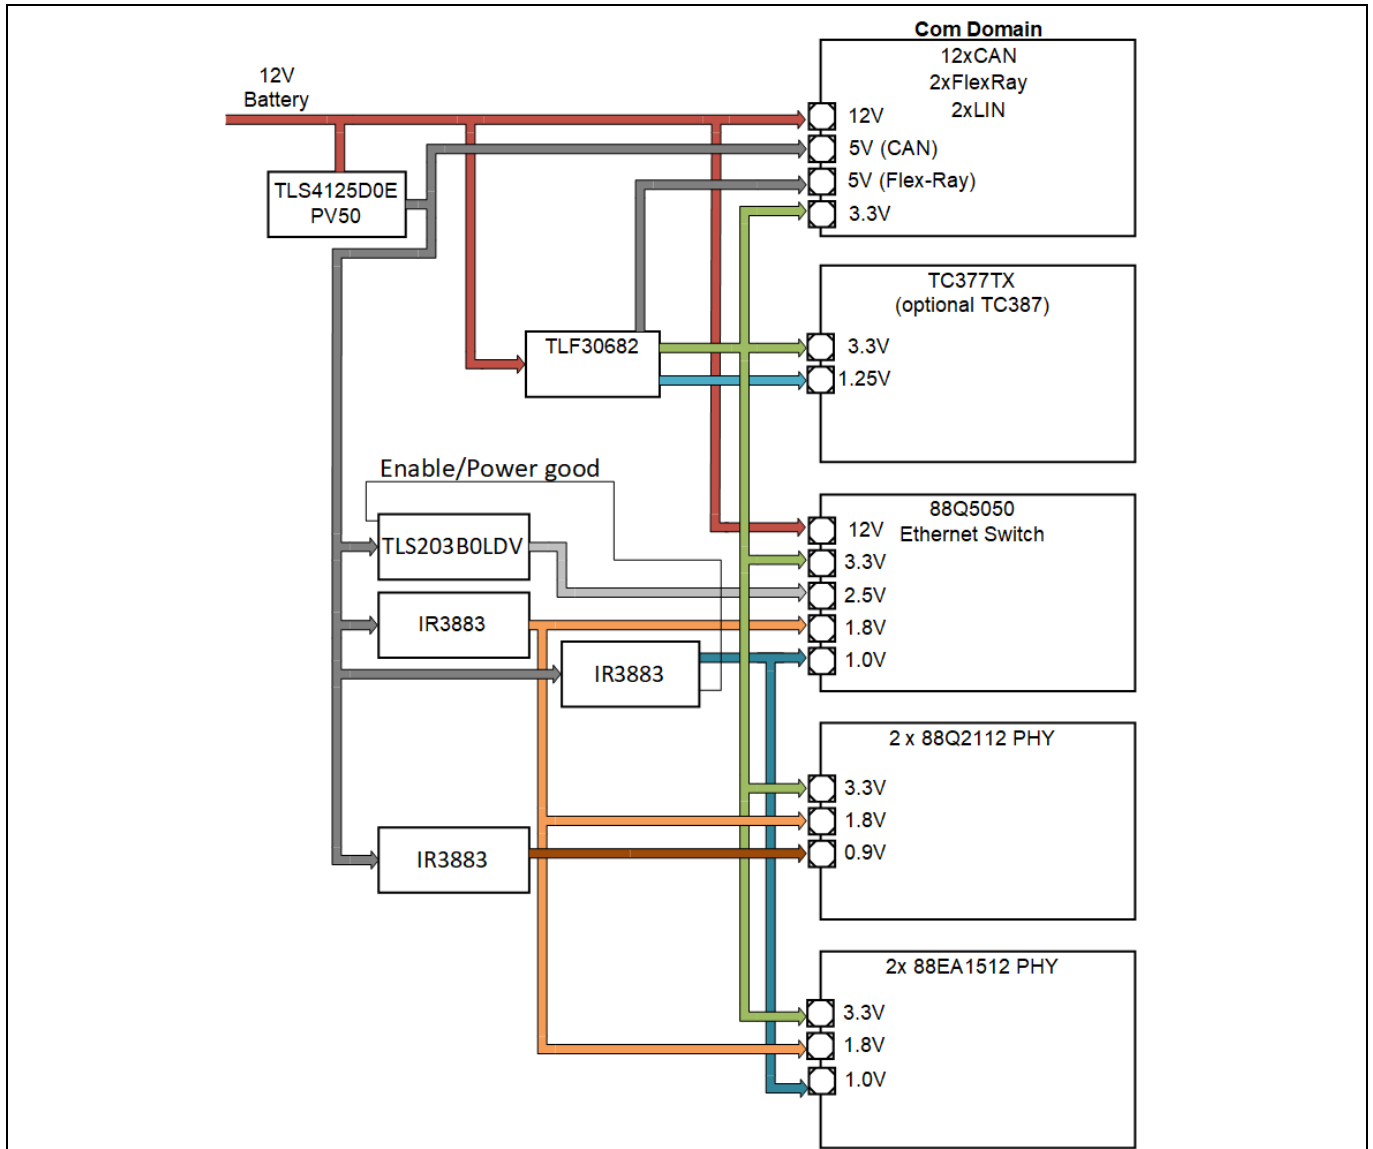 Com Domain
12xCAN
2xFlexRay
2xLIN
12V
5V (CAN)
5V (Flex-Ray)
3.3V
12V
Battery
TLS4125D0E
PV50
TC377TX
(optional TC387)
3.3V
1.25V
TLF30682
Enable/Power good
TLS203B0LDV
IR3883
IR3883
88Q5050
Ethernet Switch
12V
3.3V
2.5V
1.8V
1.0V
2 x 88Q2112 PHY
3.3V
1.8V
0.9V
IR3883
2x 88EA1512 PHY
3.3V
1.8V
1.0V